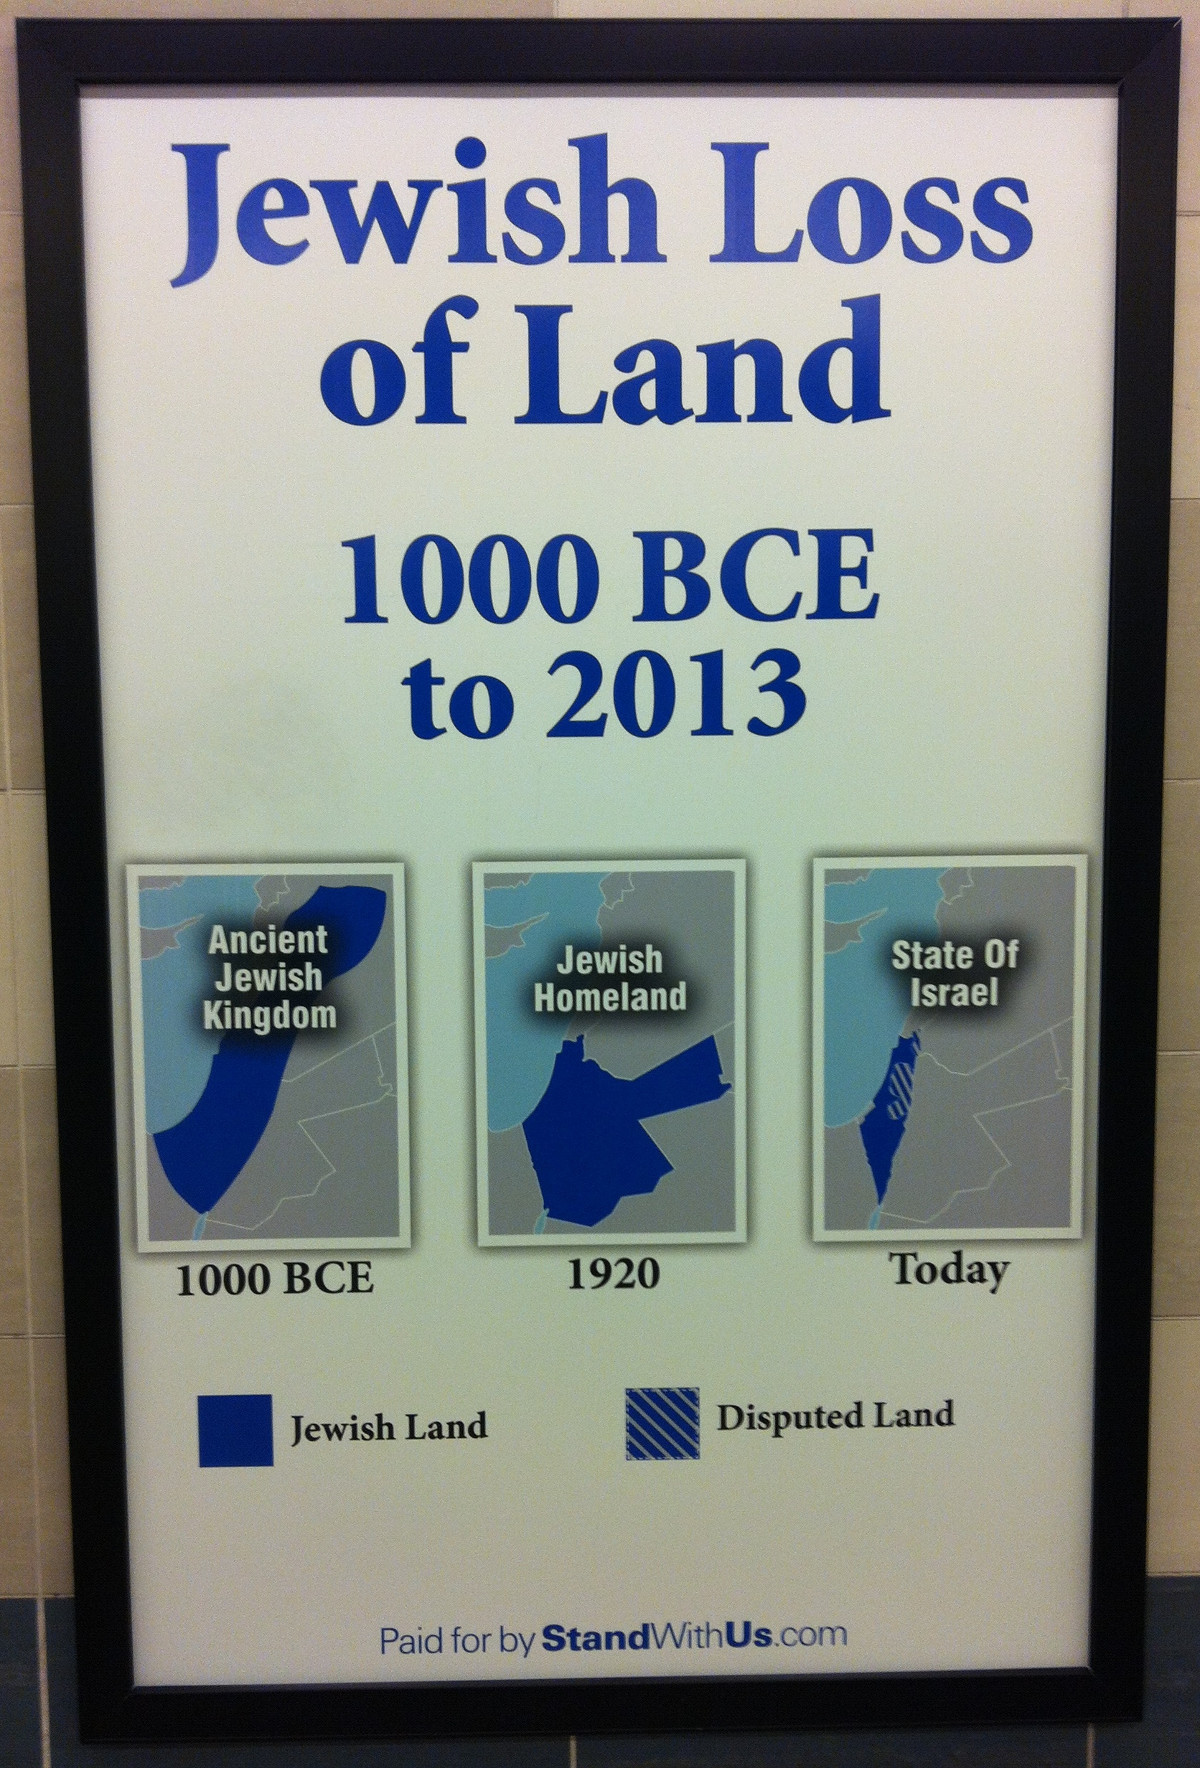 Jewish Loss
of Land
1000 BCE
to 2013
Ancient
Jewish
Kingdom
1000 BCE
Jewish
Homeland
1920
State Of
Israel
Today
Jewish Land
Disputed Land
Paid for by StandWithUs.com